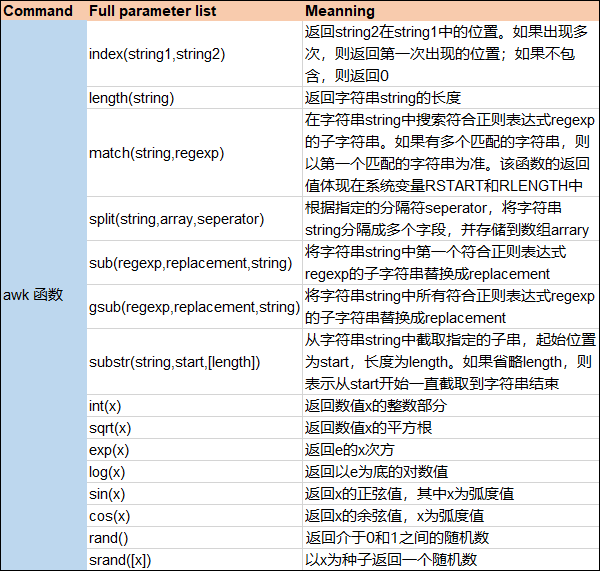 Command Full parameter list Meanning
awk 函数
index(string1,string2)
返回string2在string1中的位置。如果出现多
次，则返回第一次出现的位置；如果不包
含，则返回0
length(string)
返回字符串string的长度
match(string,regexp)
在字符串string中搜索符合正则表达式regexp
的子字符串。如果有多个匹配的字符串，则
以第一个匹配的字符串为准。该函数的返回
值体现在系统变量RSTART和RLENGTH中
split(string,array,seperator)
根据指定的分隔符seperator，将字符串
string分隔成多个字段，并存储到数组arrary
sub(regexp,replacement,string)
将字符串string中第一个符合正则表达式
regexp的子字符串替换成replacement
gsub(regexp,replacement,string)
将字符串string中所有符合正则表达式regexp
的子字符串替换成replacement
substr(string,start,[length])
从字符串string中截取指定的子串，起始位置
为start，长度为length。如果省略length，则
表示从start开始一直截取到字符串结束
int(x)
返回数值x的整数部分
sqrt(x)
返回数值x的平方根
exp(x)
返回e的x次方
log(x)
返回以e为底的对数值
sin(x)
返回x的正弦值，其中x为弧度值
cos(x)
返回x的余弦值，x为弧度值
rand()
返回介于0和1之间的随机数
srand([x])
以x为种子返回一个随机数